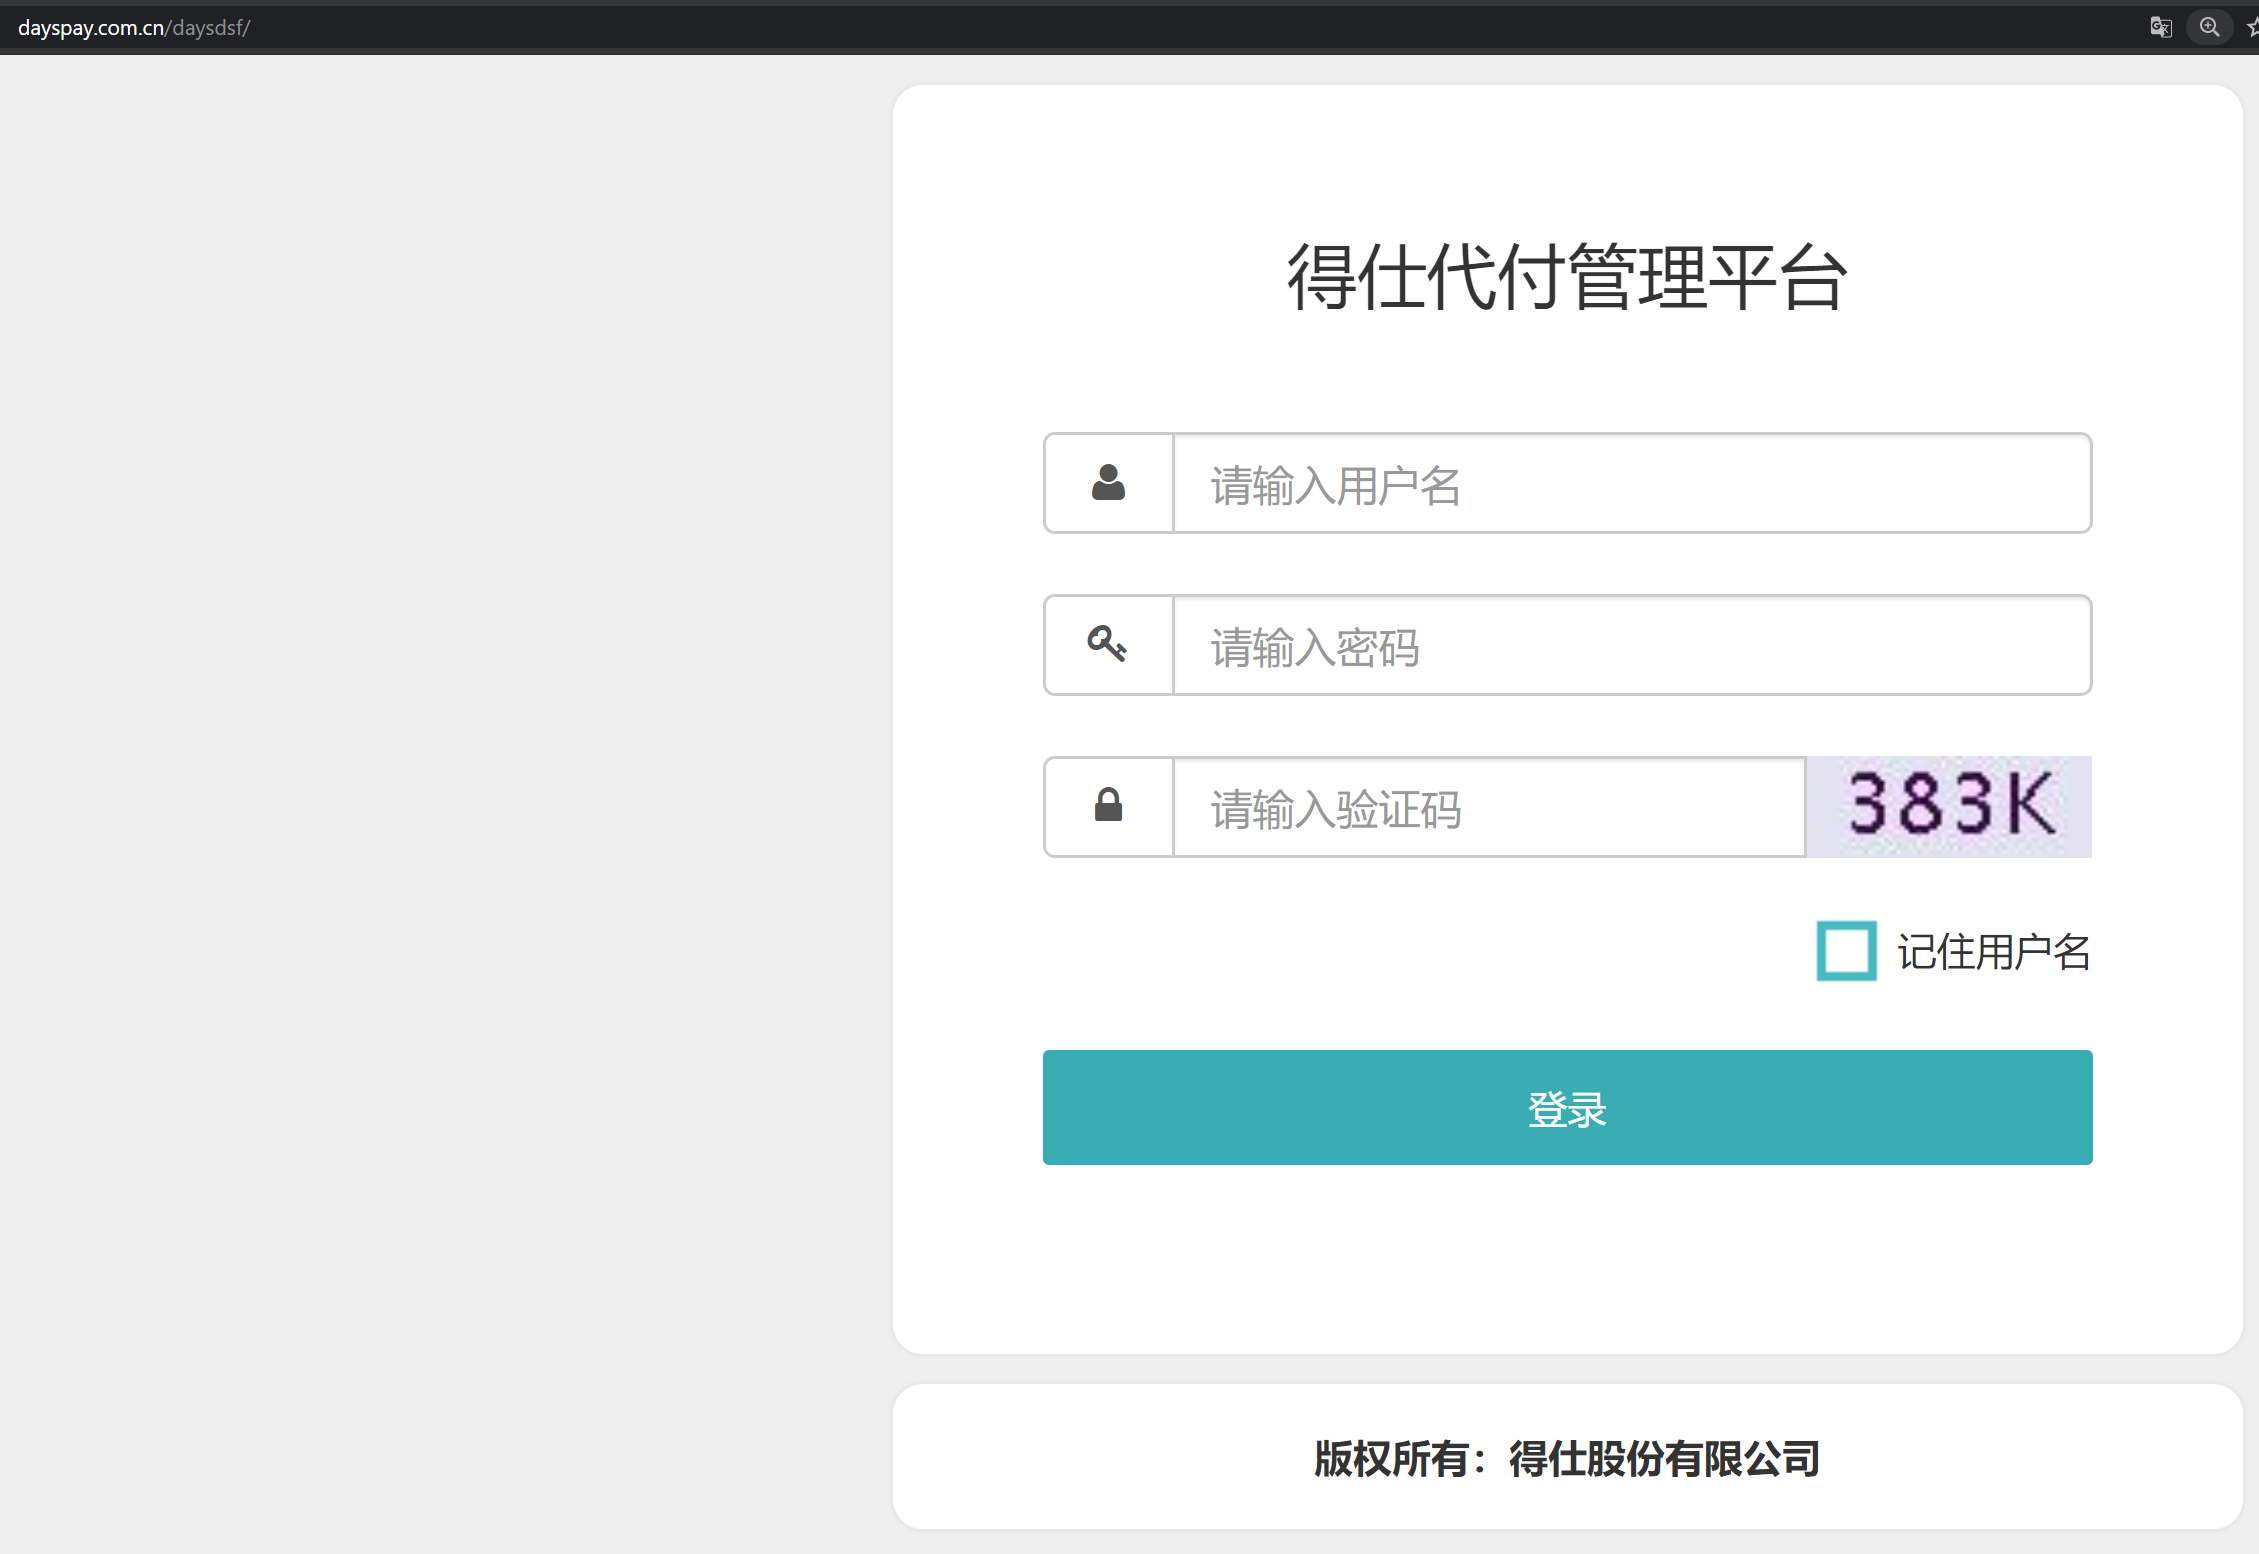 dayspay.com.cn/daysdsf/
得仕代付管理平台
请输入用户名
请输入密码
请输入验证码
383K
记住用户名
登录
版权所有：得仕股份有限公司